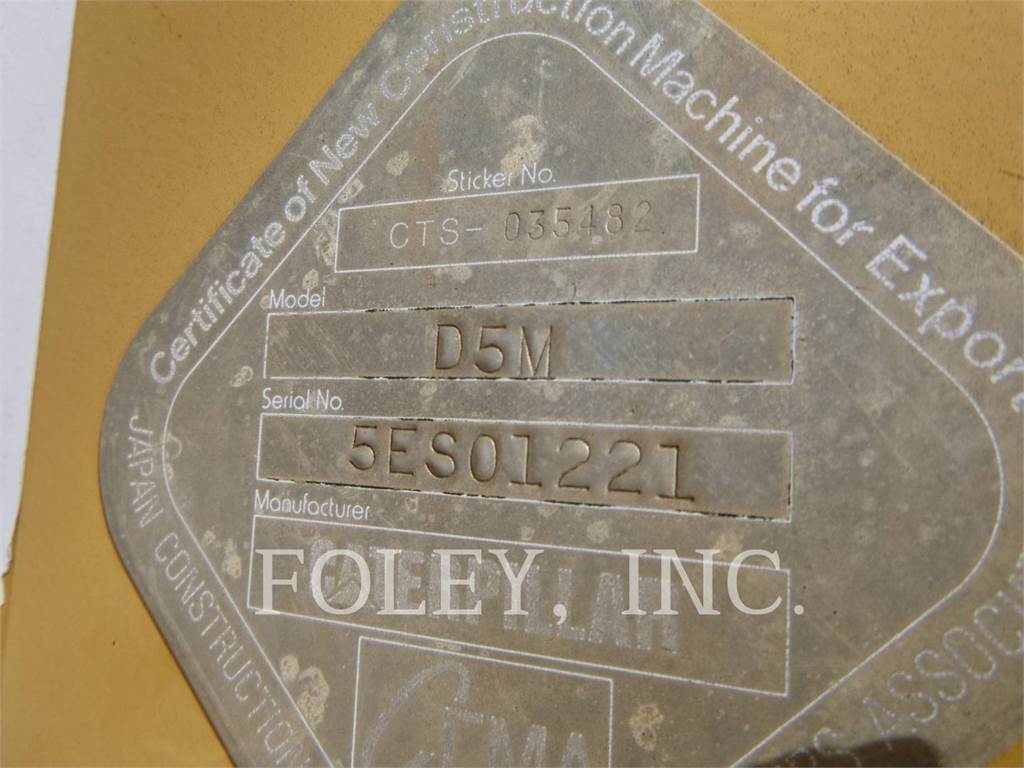 Certificate of New Construction Machine for Export
Sticker No.
CTS- 035482
Model
D5M
Serial No.
5ES01221
Manufacturer
CATERPILLAR
FOLEY, INC.
JAPAN CONSTRUCTION